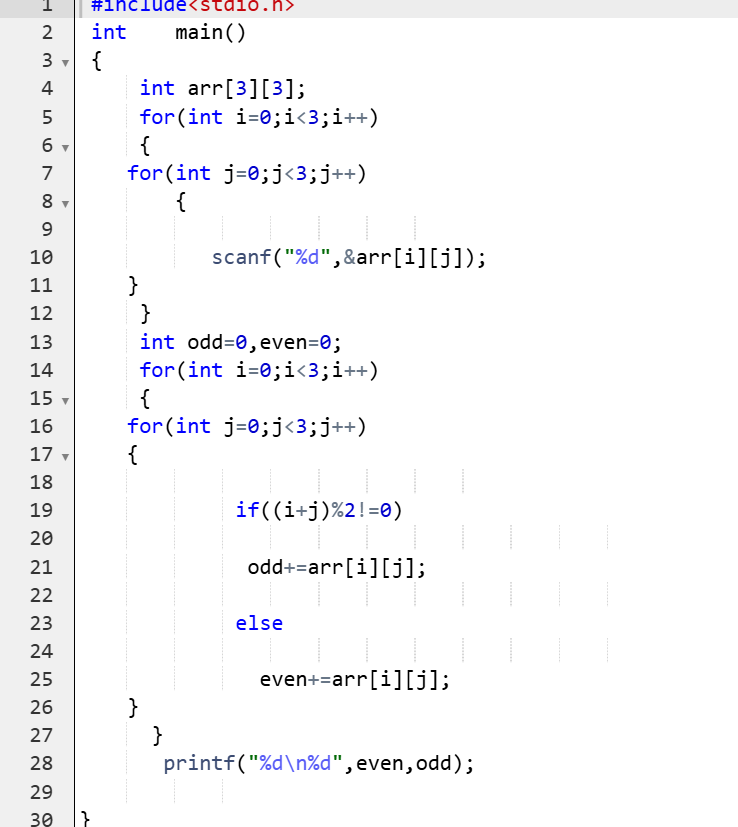 1 #include<stdio.h>
2 int    main()
3 {
4     int arr[3][3];
5     for(int i=0;i<3;i++)
6     {
7    for(int j=0;j<3;j++)
8        {
9
10           scanf("%d",&arr[i][j]);
11    }
12     }
13     int odd=0,even=0;
14     for(int i=0;i<3;i++)
15     {
16    for(int j=0;j<3;j++)
17    {
18
19             if((i+j)%2!=0)
20
21              odd+=arr[i][j];
22
23             else
24
25               even+=arr[i][j];
26    }
27      }
28       printf("%d\n%d",even,odd);
29
30 }